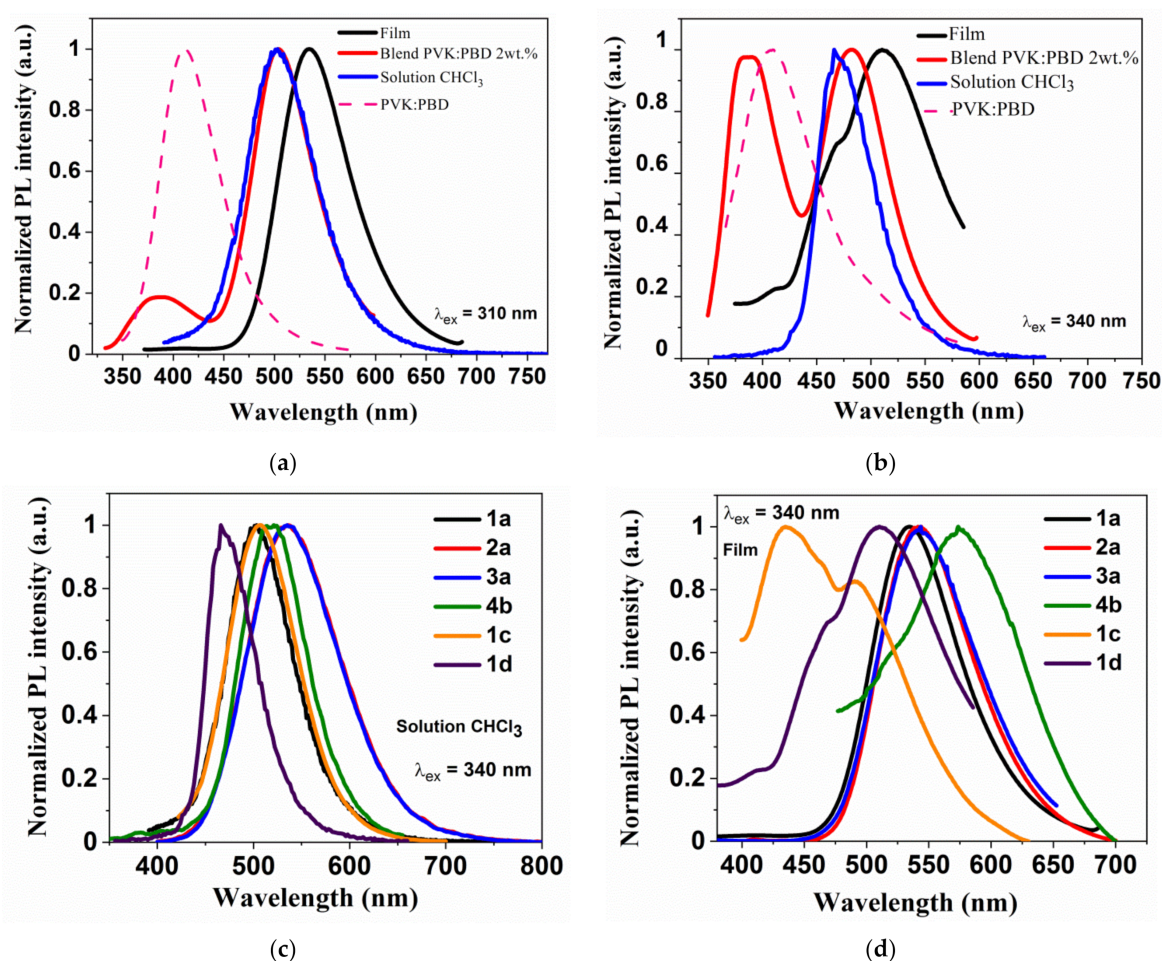 Normalized PL intensity (a.u.)
1
0.8
0.6
0.4
0.2
0
Film
Blend PVK:PBD 2wt.%
Solution CHCl3
PVK:PBD
λex = 310 nm
350 400 450 500 550 600 650 700 750
Wavelength (nm)
(a)
Normalized PL intensity (a.u.)
1
0.8
0.6
0.4
0.2
0
Film
Blend PVK:PBD 2wt.%
Solution CHCl3
PVK:PBD
λex = 340 nm
350 400 450 500 550 600 650 700 750
Wavelength (nm)
(b)
Normalized PL intensity (a.u.)
1
0.8
0.6
0.4
0.2
0
1a
2a
3a
4b
1c
1d
Solution CHCl3
λex = 340 nm
400 500 600 700 800
Wavelength (nm)
(c)
Normalized PL intensity (a.u.)
1
0.8
0.6
0.4
0.2
0
λex = 340 nm
Film
1a
2a
3a
4b
1c
1d
400 450 500 550 600 650 700
Wavelength (nm)
(d)